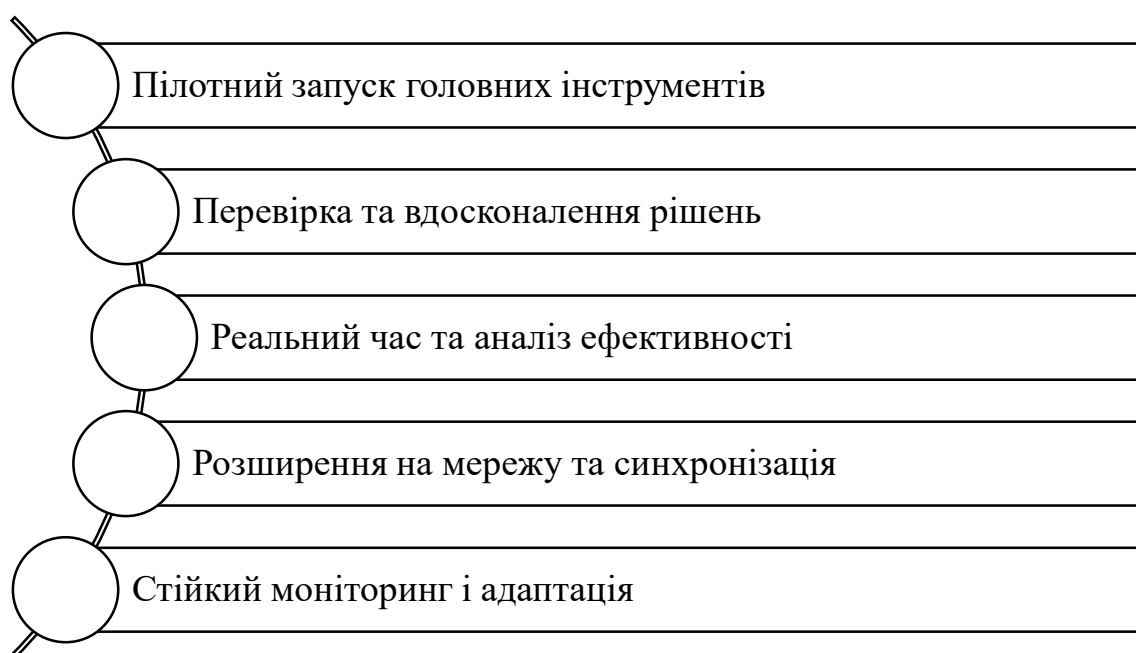 Пілотний запуск головних інструментів
Перевірка та вдосконалення рішень
Реальний час та аналіз ефективності
Розширення на мережу та синхронізація
Стійкий моніторинг і адаптація